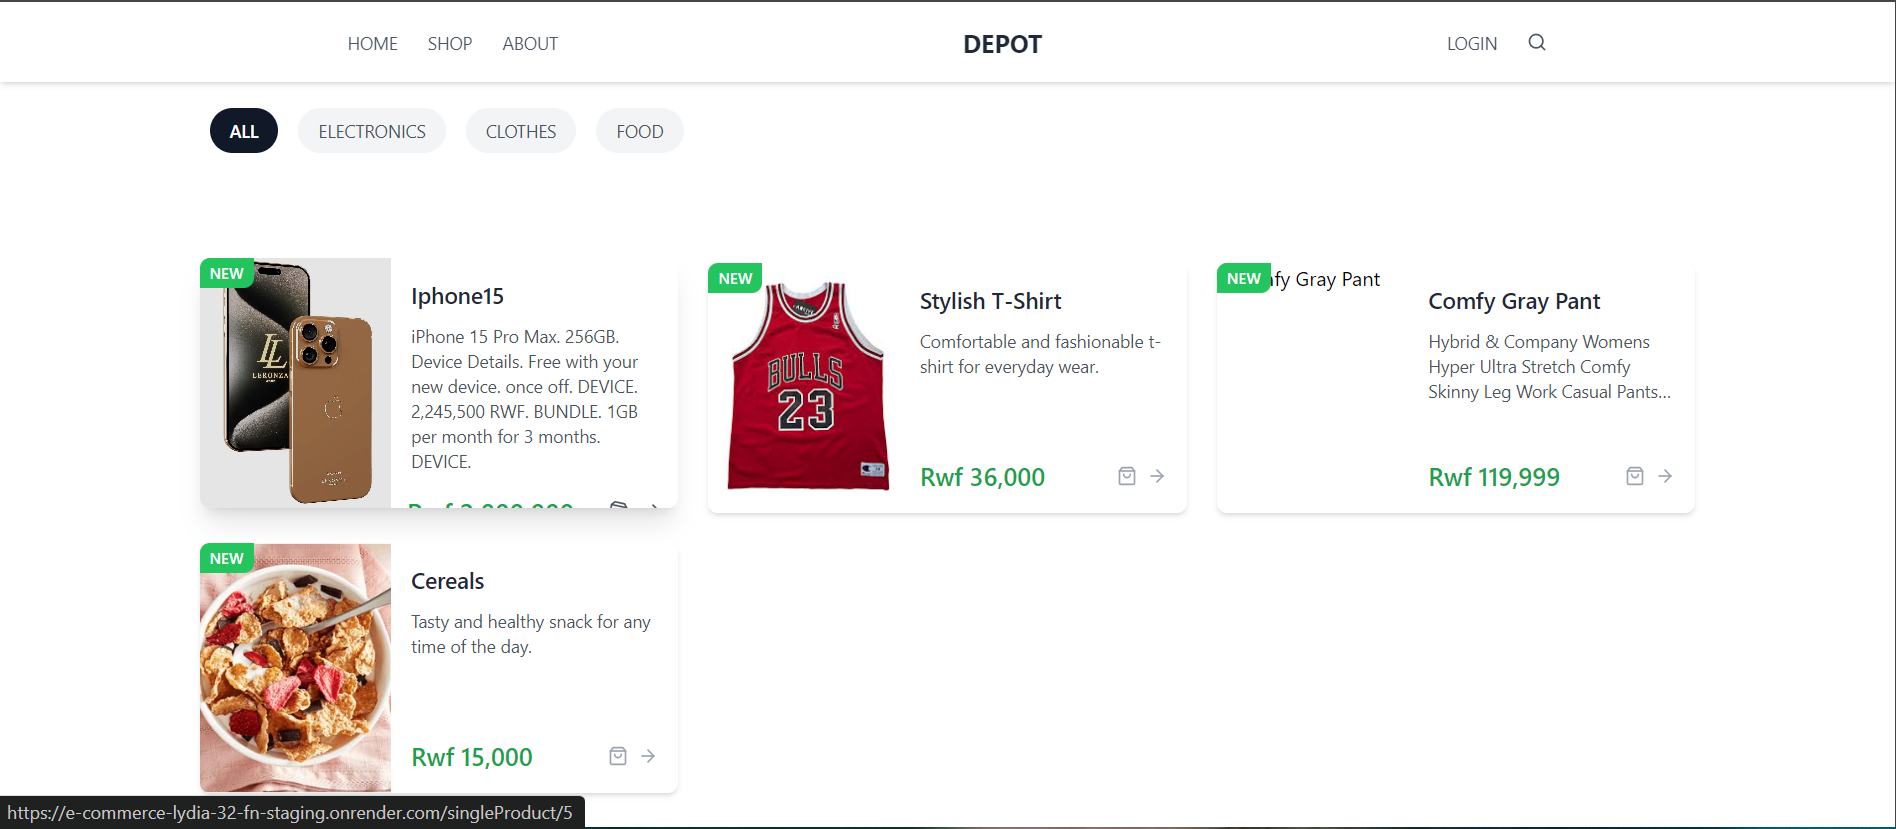 HOME SHOP ABOUT DEPOT LOGIN
ALL ELECTRONICS CLOTHES FOOD
NEW
Iphone15
iPhone 15 Pro Max. 256GB.
Device Details. Free with your
new device. once off. DEVICE.
2,245,500 RWF. BUNDLE. 1GB
per month for 3 months.
DEVICE.
NEW
BULLS
23
Stylish T-Shirt
Comfortable and fashionable t-
shirt for everyday wear.
Rwf 36,000
NEW
fy Gray Pant
Comfy Gray Pant
Hybrid & Company Womens
Hyper Ultra Stretch Comfy
Skinny Leg Work Casual Pants...
Rwf 119,999
NEW
Cereals
Tasty and healthy snack for any
time of the day.
Rwf 15,000
https://e-commerce-lydia-32-fn-staging.onrender.com/singleProduct/5